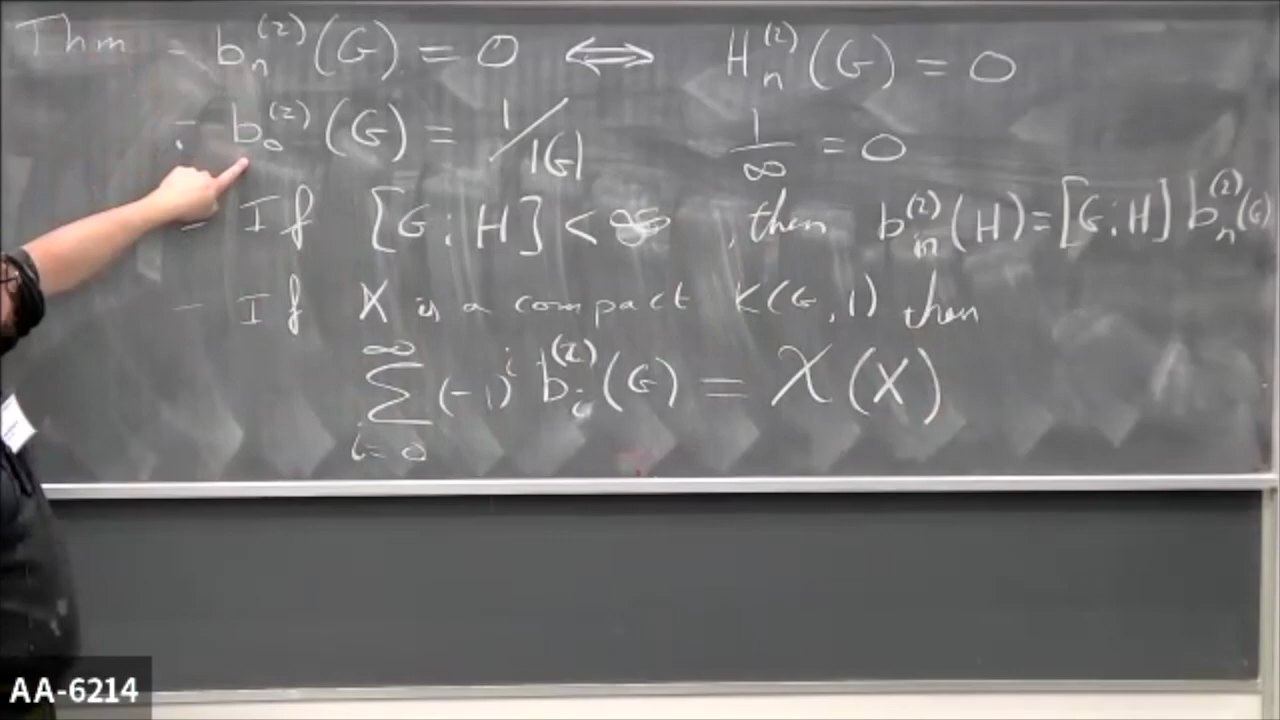 Thm - b_n^{(2)}(G) = 0 ⟺ H_n^{(2)}(G) = 0
- b_0^{(2)}(G) = 1/|G| 1/∞ = 0
- If [G:H] < ∞, then b_n^{(2)}(H) = [G:H] b_n^{(2)}(G)
- If X is a compact K(G,1) then
∑_{i=0}^{∞} (-1)^i b_i^{(2)}(G) = χ(X)
AA-6214